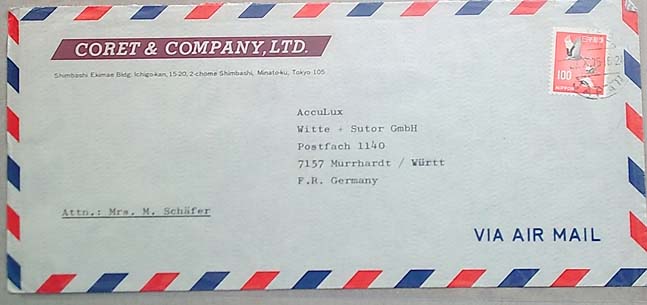 CORET & COMPANY, LTD.
Shimbashi Ekimae Bldg. Ichigo-kan, 15-20, 2-chome Shimbashi, Minato-ku, Tokyo 105
100
NIPPON
AccuLux
Witte + Sutor GmbH
Postfach 1140
7157 Murrhardt / Württ
F.R. Germany
Attn.: Mrs. M. Schäfer
VIA AIR MAIL